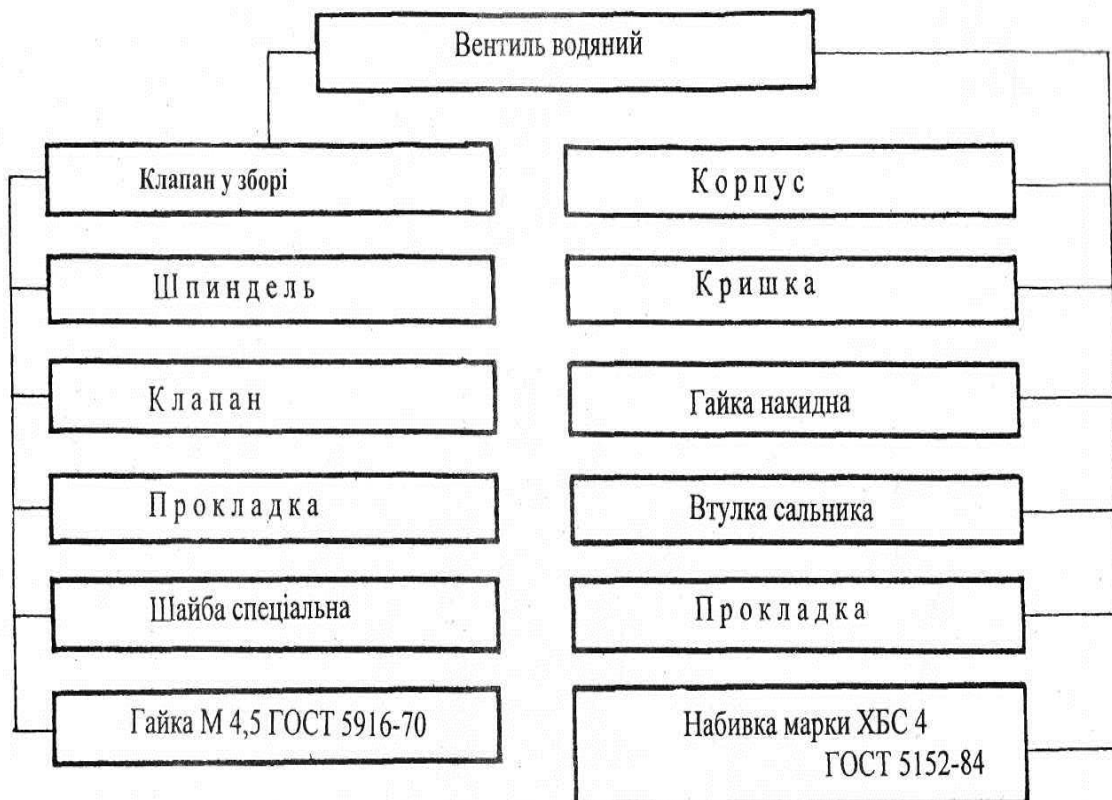 Вентиль водяний
Клапан у зборі
Шпиндель
Клапан
Прокладка
Шайба спеціальна
Гайка М 4,5 ГОСТ 5916-70
Корпус
Кришка
Гайка накидна
Втулка сальника
Прокладка
Набивка марки ХБС 4
ГОСТ 5152-84